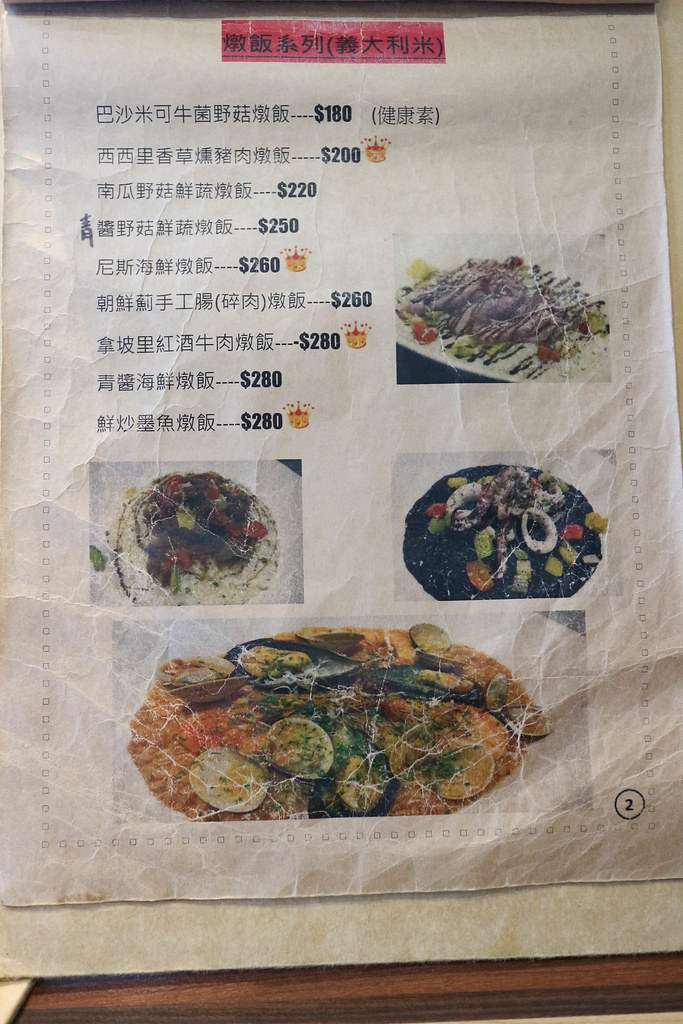 燉飯系列(義大利米)
巴沙米可牛菌野菇燉飯----$180 (健康素)
西西里香草燻豬肉燉飯-----$200
南瓜野菇鮮蔬燉飯----$220
青醬野菇鮮蔬燉飯----$250
尼斯海鮮燉飯----$260
朝鮮薊手工腸(碎肉)燉飯----$260
拿坡里紅酒牛肉燉飯----$280
青醬海鮮燉飯----$280
鮮炒墨魚燉飯----$280
2